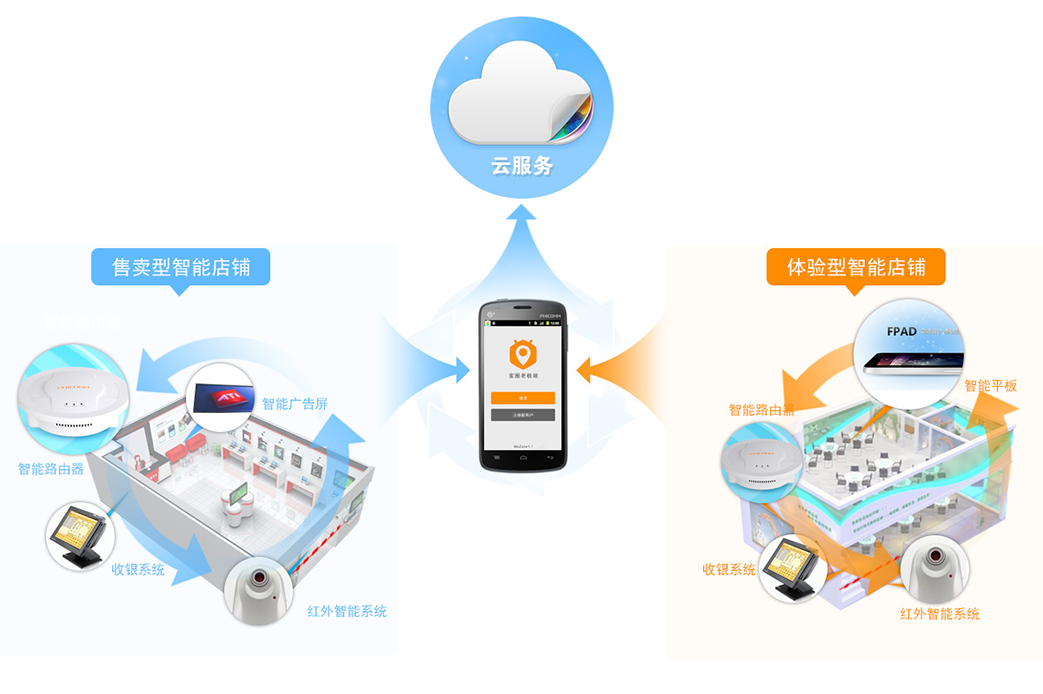 云服务
售卖型智能店铺
体验型智能店铺
PHICOMM
FPAD
ATI
智能广告屏
智能平板
智能路由器
智能路由器
收银系统
收银系统
红外智能系统
红外智能系统